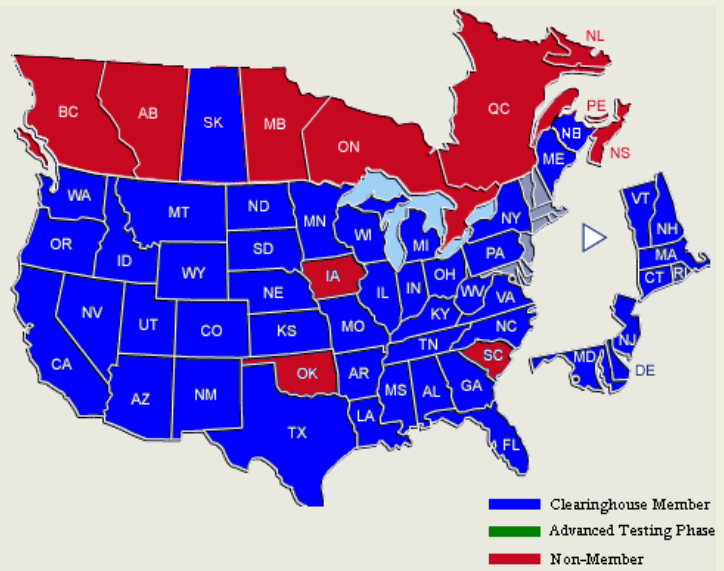 NL
BC
AB
SK
MB
ON
QC
PE
NB
NS
ME
WA
MT
ND
MN
OR
ID
SD
WI
MI
NY
WY
IA
PA
NE
IL
IN
OH
WV
VA
NV
UT
CO
KS
MO
KY
CA
NC
TN
AZ
NM
OK
AR
SC
MS
AL
GA
TX
LA
FL
VT
NH
MA
CT
RI
NJ
MD
DE
Clearinghouse Member
Advanced Testing Phase
Non-Member